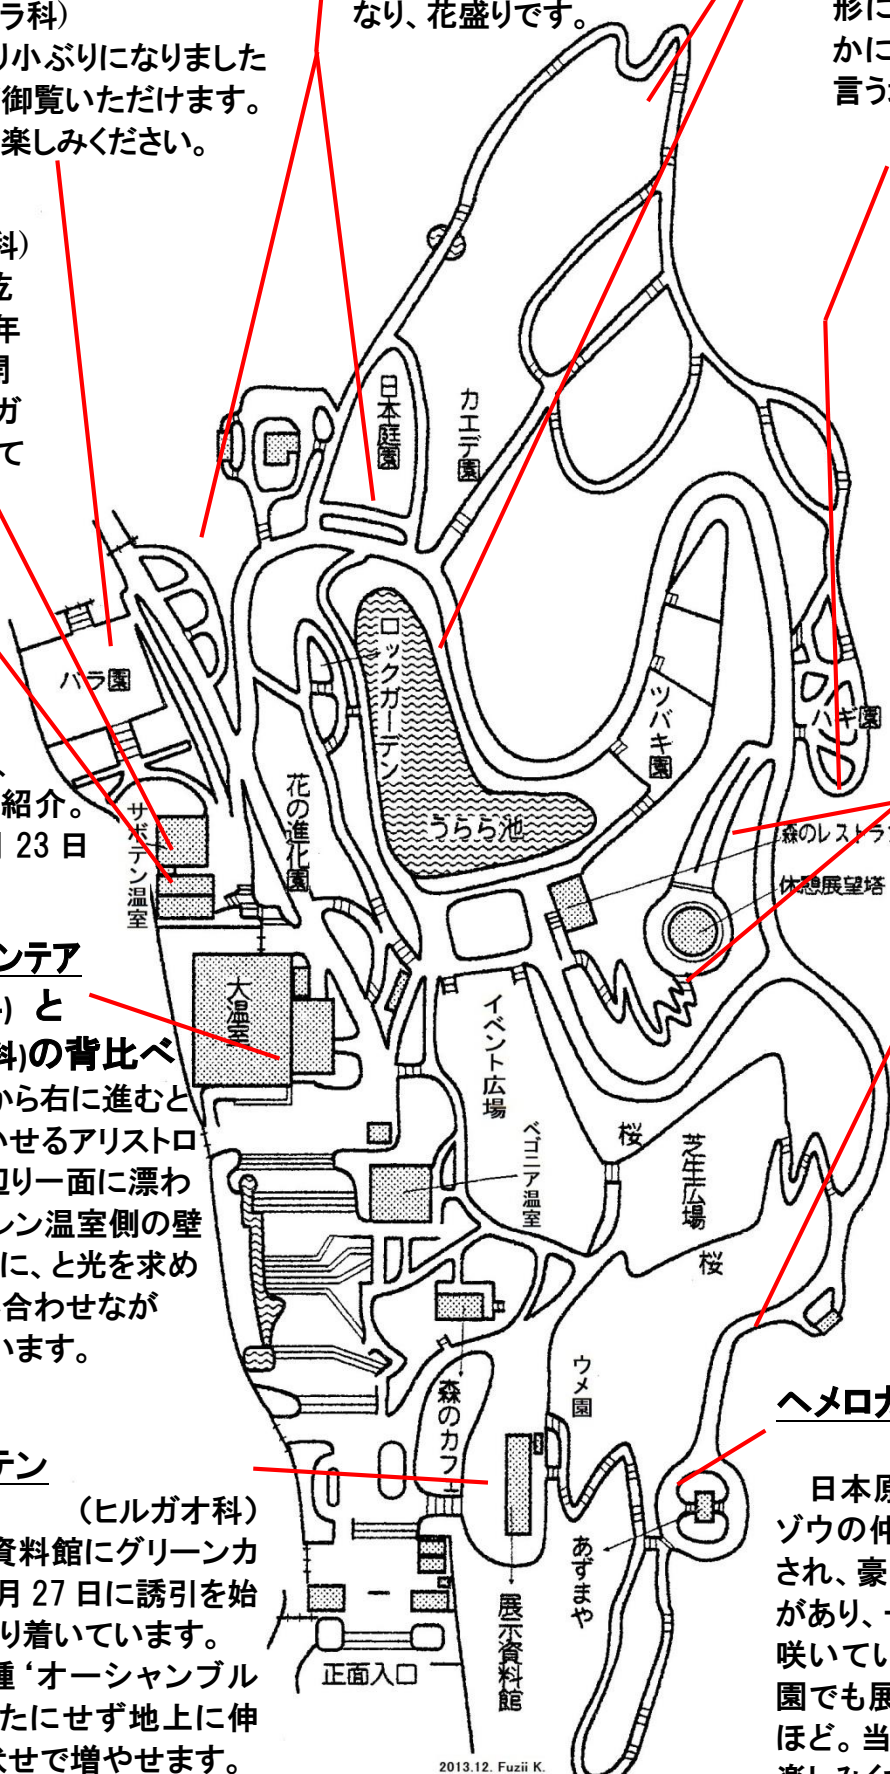 ラ科)
り小ぶりになりました
御覧いただけます。
楽しみください。
なり、花盛りです。
形に
かに
言う
科)
乾
年
開
ガ
て
日本庭園
カエデ園
ロックガーデン
バラ園
ツバキ園
ハギ園
紹介。
月 23 日
サボテン温室
花の進化園
うらら池
森のレストラン
休憩展望塔
ンテア
と
科)の背比べ
から右に進むと
いせるアリストロ
辺り一面に漂わ
レン温室側の壁
に、と光を求め
合わせなが
います。
大温室
イベント広場
ベゴニア温室
桜
芝生広場
桜
森のカフェ
ウメ園
あずまや
展示資料館
正面入口
テン
(ヒルガオ科)
資料館にグリーンカ
月 27 日に誘引を始
り着いています。
種 ‘オーシャンブル
たにせず地上に伸
伏せで増やせます。
ヘメロカ
日本原
ゾウの仲
され、豪
があり、一
咲いてい
園でも展
ほど。当
楽しみく
2013.12. Fuzii K.